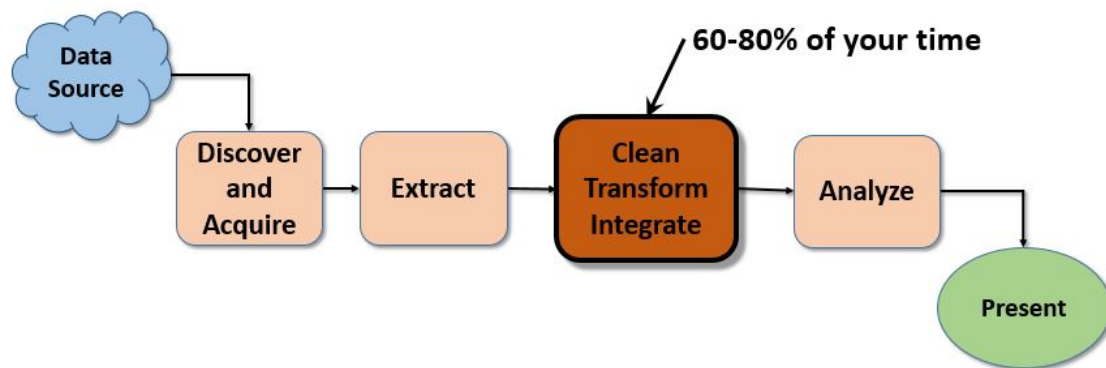 Data
Source
60-80% of your time
Discover
and
Acquire
Extract
Clean
Transform
Integrate
Analyze
Present